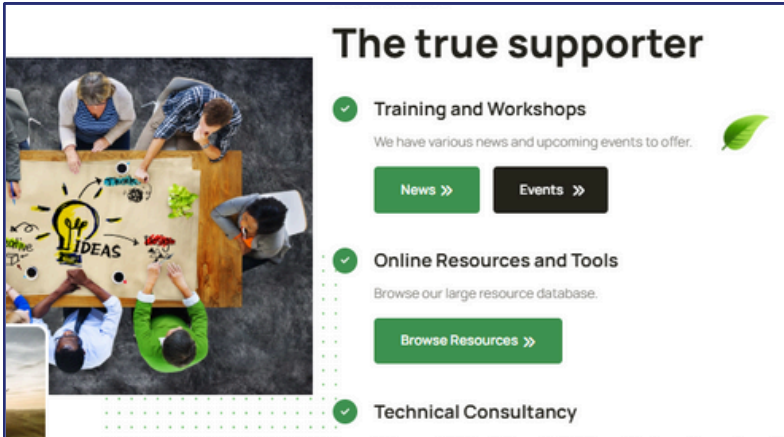 The true supporter
Training and Workshops
We have various news and upcoming events to offer.
News »
Events »
Online Resources and Tools
Browse our large resource database.
Browse Resources »
Technical Consultancy
IDEAS